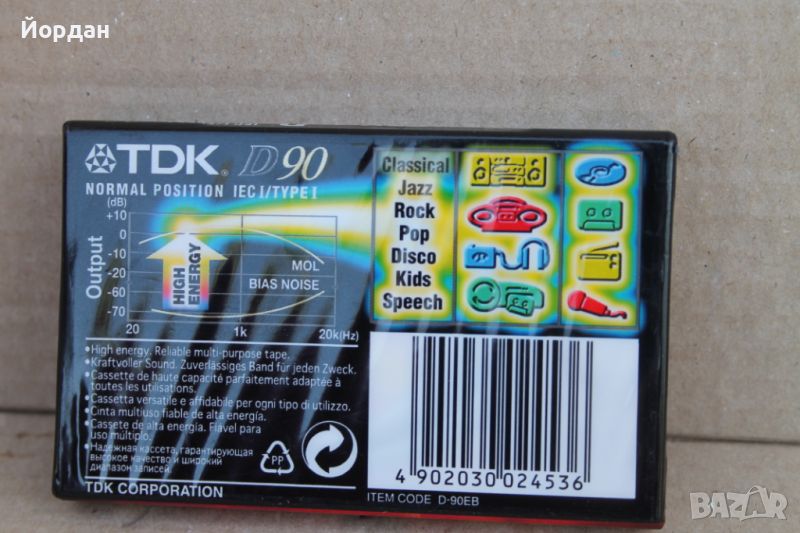 Йордан
TDK. D90
NORMAL POSITION IEC I/TYPE I
(dB)
+10
0
-10
-20
-60
-70
Output
HIGH ENERGY
MOL
BIAS NOISE
20 1k 20k(Hz)
Classical
Jazz
Rock
Pop
Disco
Kids
Speech
•High energy. Reliable multi-purpose tape.
•Kraftvoller Sound. Zuverlässiges Band für jeden Zweck.
•Cassette de haute capacité parfaitement adaptée à
toutes les utilisations.
•Cassetta versatile e affidabile per ogni tipo di utilizzo.
•Cinta multiuso fiable de alta energía.
•Cassete de alta energia. Fiável para
uso múltiplo.
•Надежная кассета, гарантирующая
высокое качество и широкий
диапазон записей.
PP
TDK CORPORATION
4 902030 024536
ITEM CODE D-90EB
BAZAR